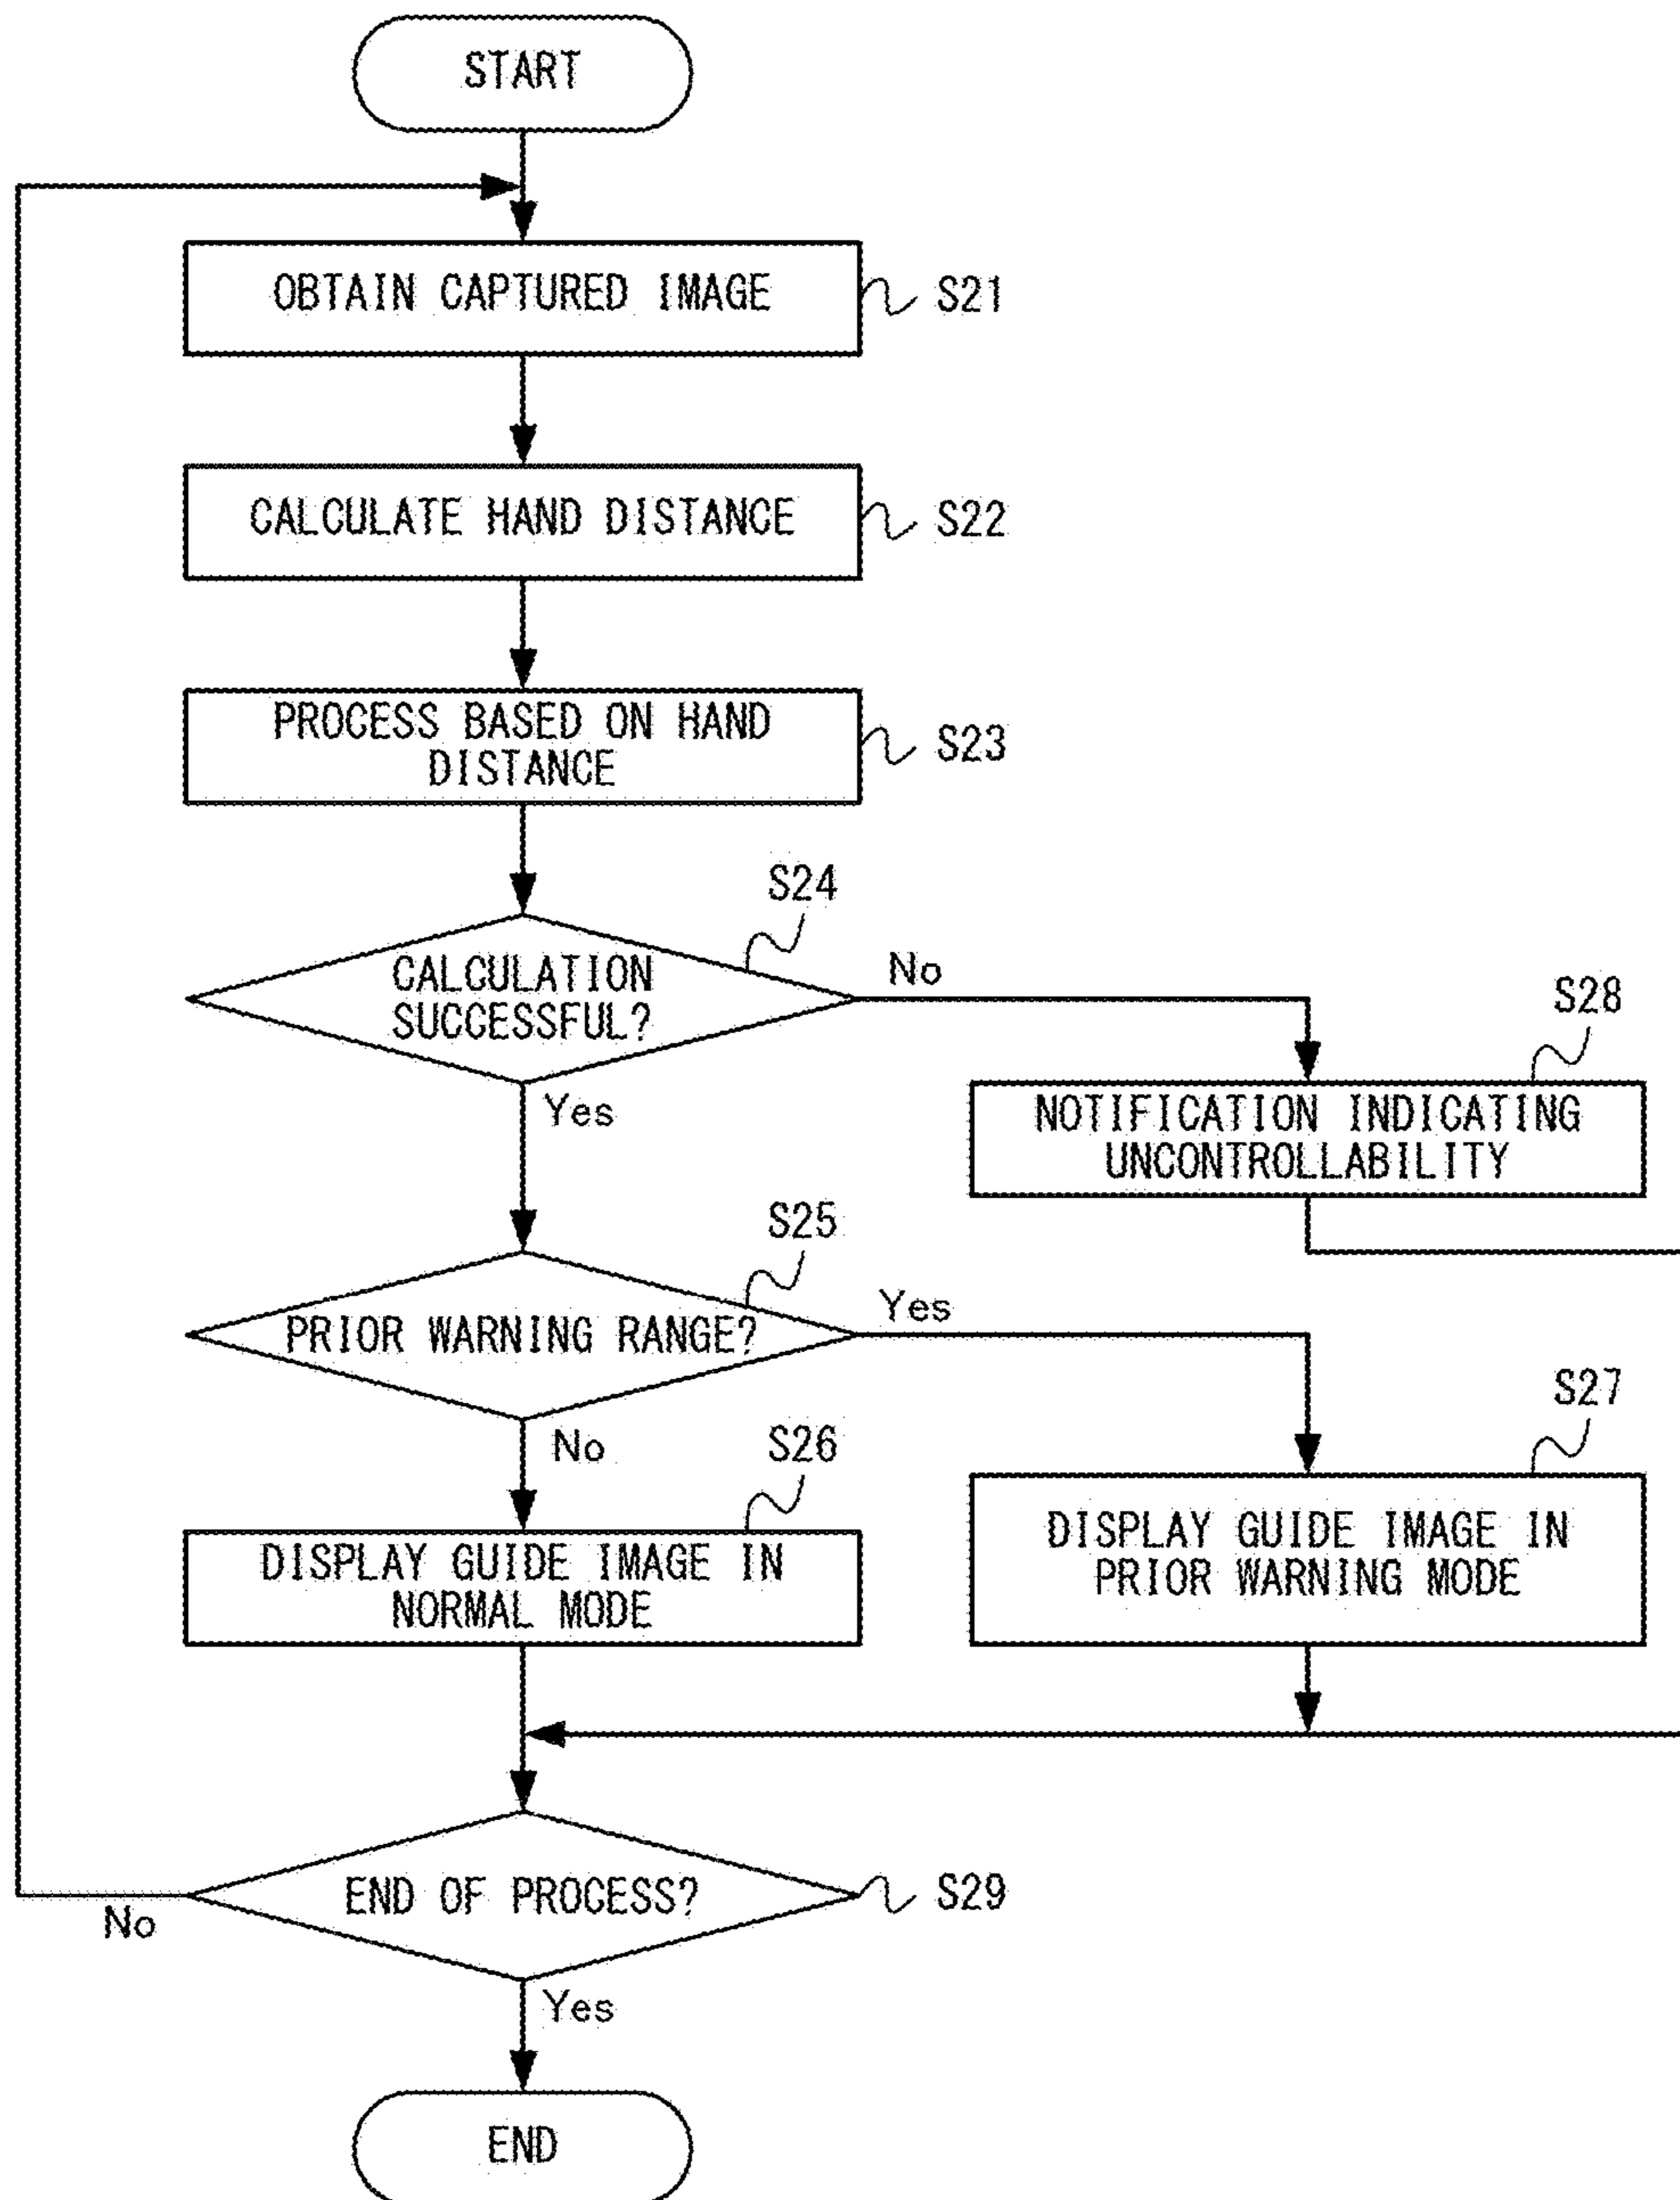 START
OBTAIN CAPTURED IMAGE
S21
CALCULATE HAND DISTANCE
S22
PROCESS BASED ON HAND
DISTANCE
S23
S24
CALCULATION
SUCCESSFUL?
No
Yes
S28
NOTIFICATION INDICATING
UNCONTROLLABILITY
S25
PRIOR WARNING RANGE?
Yes
No
S26
DISPLAY GUIDE IMAGE IN
NORMAL MODE
S27
DISPLAY GUIDE IMAGE IN
PRIOR WARNING MODE
END OF PROCESS?
S29
No
Yes
END